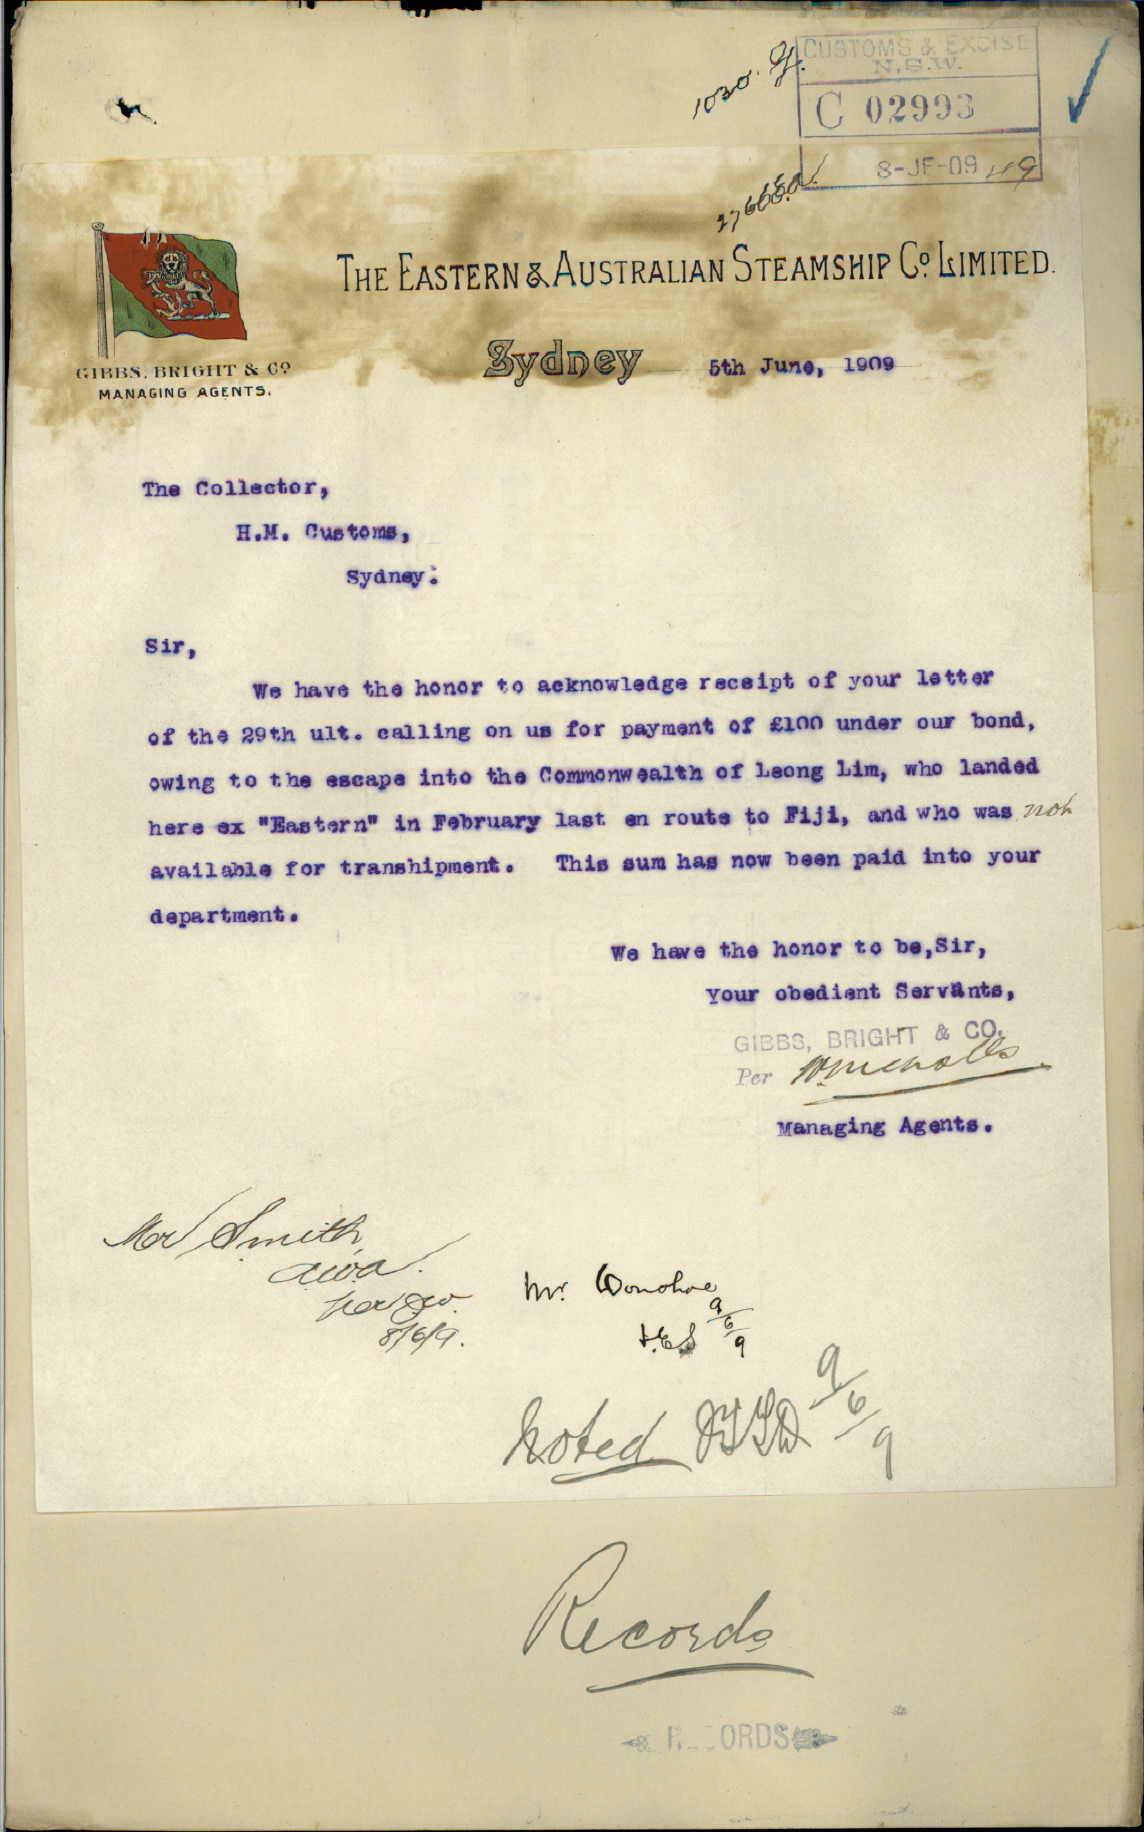 CUSTOMS & EXCISE
N.S.W.
C 02993
8-JE-09
THE EASTERN & AUSTRALIAN STEAMSHIP Co LIMITED.
GIBBS, BRIGHT & Co
MANAGING AGENTS.
Sydney 5th June, 1909
The Collector,
H.M. Customs,
Sydney.
Sir,
We have the honor to acknowledge receipt of your letter
of the 29th ult. calling on us for payment of £100 under our bond,
owing to the escape into the Commonwealth of Leong Lim, who landed
here ex "Eastern" in February last en route to Fiji, and who was not
available for transhipment. This sum has now been paid into your
department.
We have the honor to be,Sir,
Your obedient Servants,
GIBBS, BRIGHT & CO.
Per W. Nicholls
Managing Agents.
Mr Smith
8/6/9.
Mr. Donohoe
9/6/9
Noted 9/6/9
Records